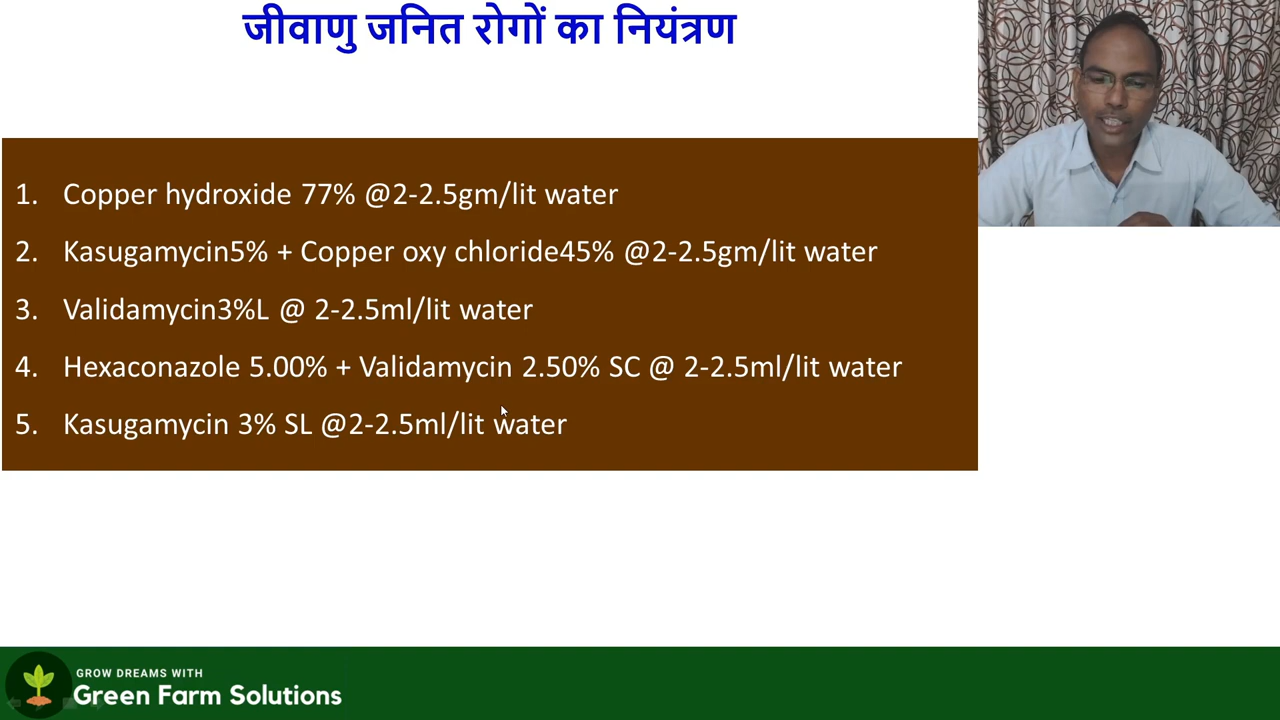 जीवाणु जनित रोगों का नियंत्रण
1. Copper hydroxide 77% @2-2.5gm/lit water
2. Kasugamycin5% + Copper oxy chloride45% @2-2.5gm/lit water
3. Validamycin3%L @ 2-2.5ml/lit water
4. Hexaconazole 5.00% + Validamycin 2.50% SC @ 2-2.5ml/lit water
5. Kasugamycin 3% SL @2-2.5ml/lit water
GROW DREAMS WITH
Green Farm Solutions